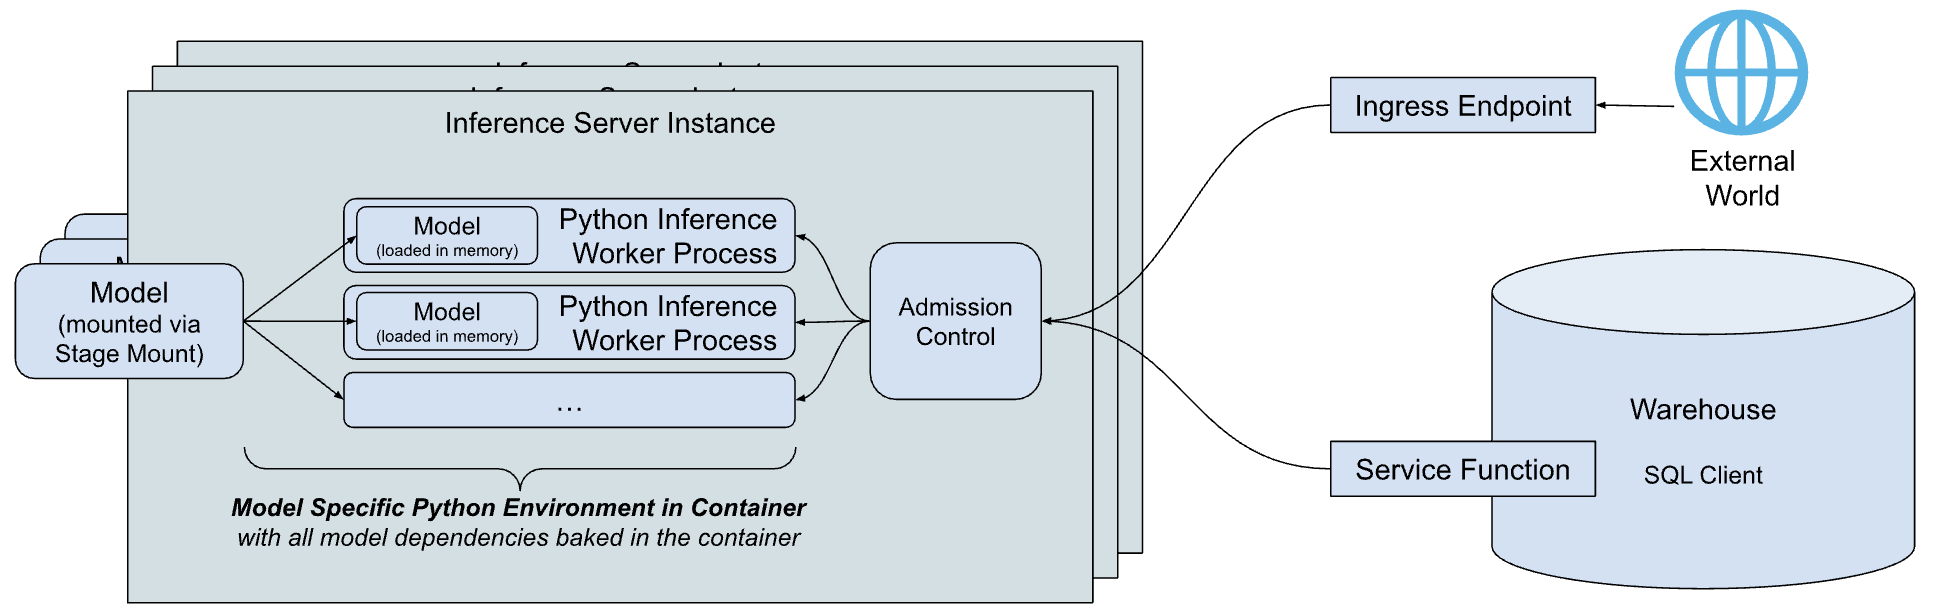 Inference Server Instance
Model
(mounted via
Stage Mount)
Model
(loaded in memory)
Python Inference
Worker Process
Model
(loaded in memory)
Python Inference
Worker Process
...
Model Specific Python Environment in Container
with all model dependencies baked in the container
Admission
Control
Ingress Endpoint
External
World
Service Function
Warehouse
SQL Client